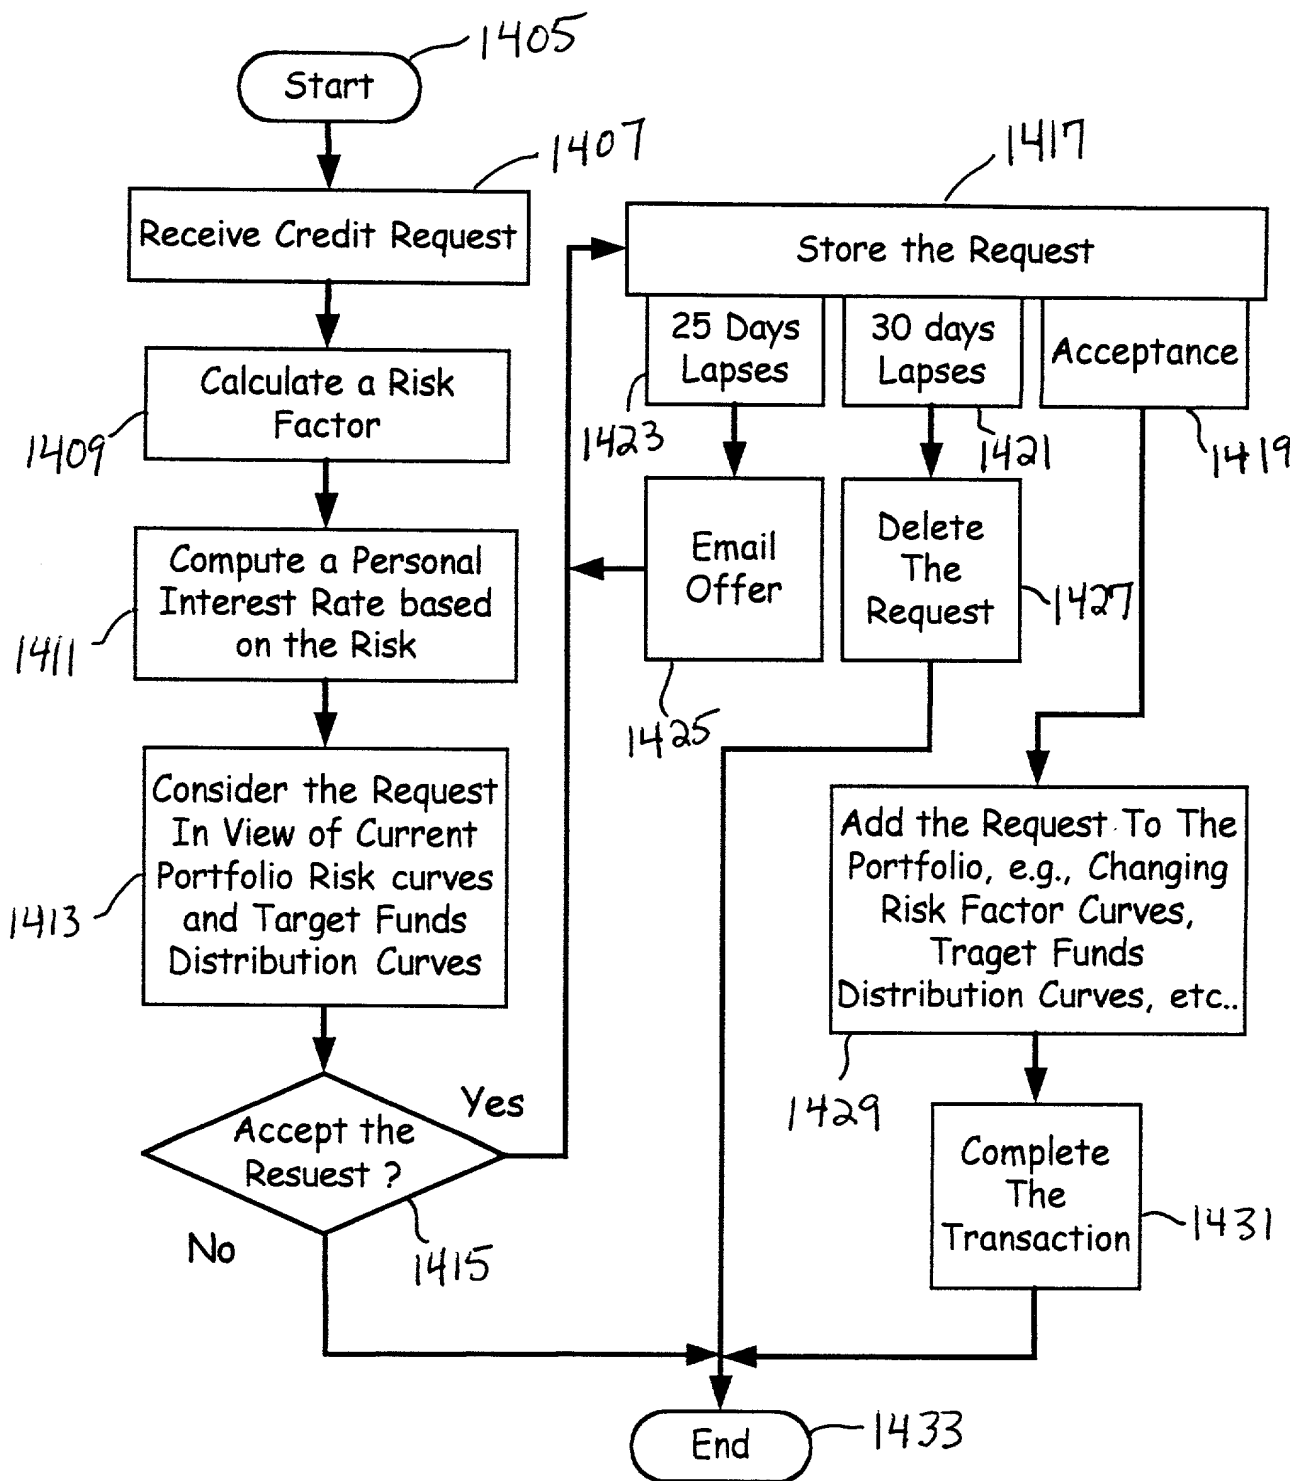 1405
Start
1407
Receive Credit Request
Calculate a Risk
Factor
1409
Compute a Personal
Interest Rate based
on the Risk
1411
Consider the Request
In View of Current
Portfolio Risk curves
and Target Funds
Distribution Curves
1413
Accept the
Resuest ?
Yes
No
1415
1417
Store the Request
25 Days
Lapses
1423
30 days
Lapses
1421
Acceptance
1419
Email
Offer
1425
Delete
The
Request
1427
Add the Request To The
Portfolio, e.g., Changing
Risk Factor Curves,
Traget Funds
Distribution Curves, etc..
1429
Complete
The
Transaction
1431
End
1433